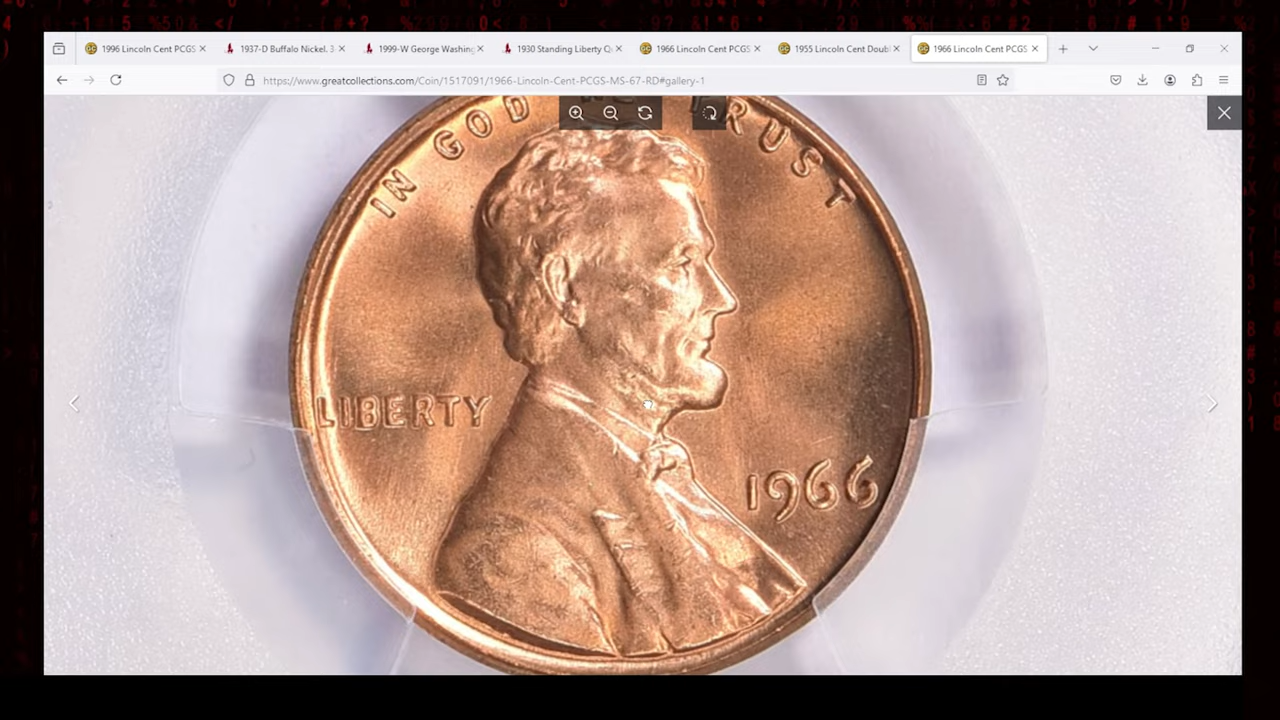 1996 Lincoln Cent PCGS
1937-D Buffalo Nickel. 3
1999-W George Washing
1930 Standing Liberty Q
1966 Lincoln Cent PCGS
1955 Lincoln Cent Doubl
1966 Lincoln Cent PCGS
https://www.greatcollections.com/Coin/1517091/1966-Lincoln-Cent-PCGS-MS-67-RD#gallery-1
IN GOD TRUST
LIBERTY
1966